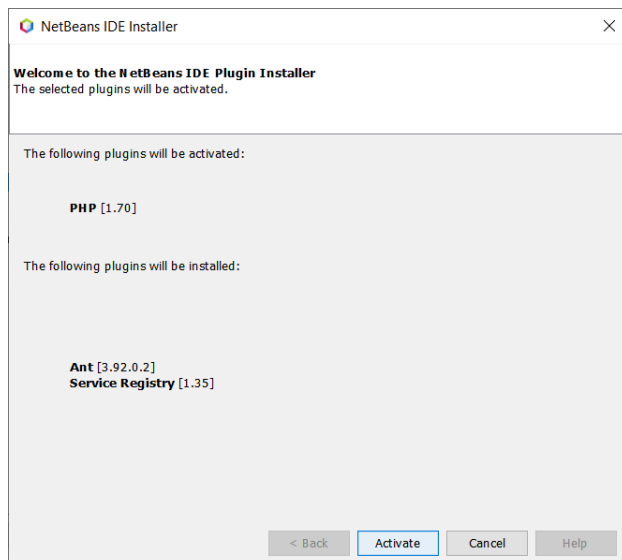 NetBeans IDE Installer
Welcome to the NetBeans IDE Plugin Installer
The selected plugins will be activated.
The following plugins will be activated:
PHP [1.70]
The following plugins will be installed:
Ant [3.92.0.2]
Service Registry [1.35]
< Back Activate Cancel Help